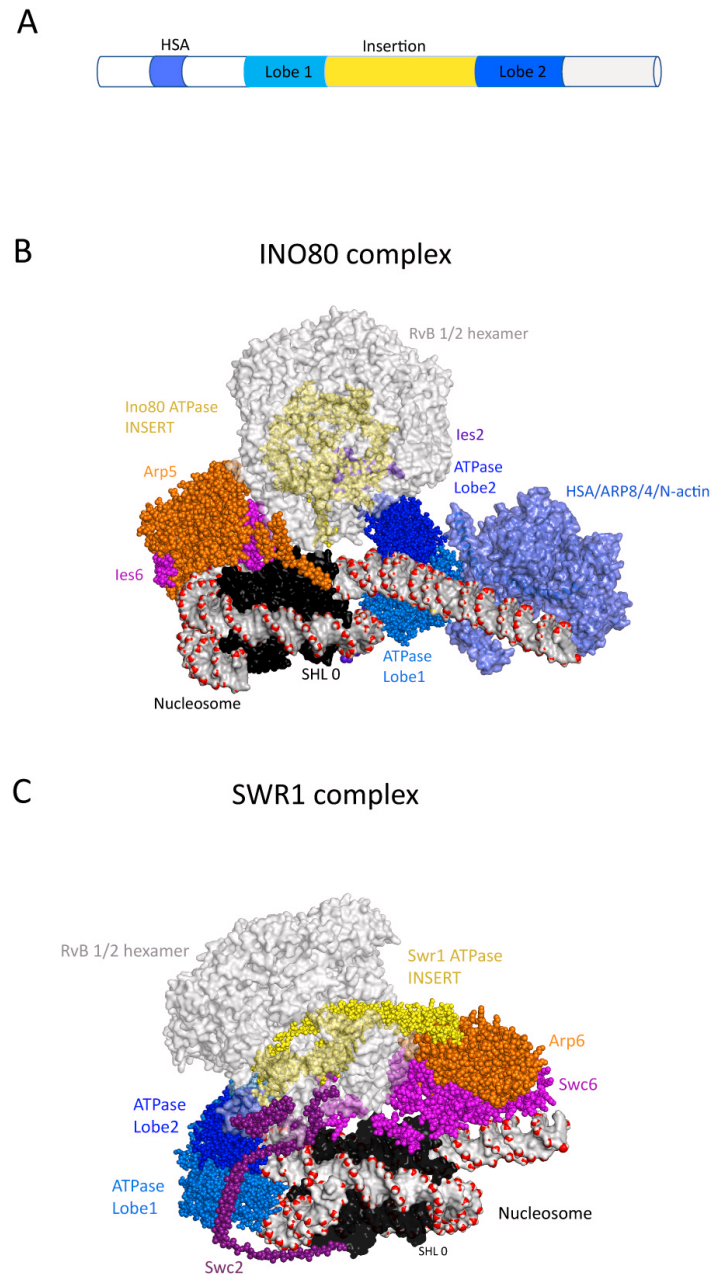 A
HSA
Insertion
Lobe 1
Lobe 2
B
INO80 complex
RvB 1/2 hexamer
Ino80 ATPase
INSERT
Ies2
Arp5
ATPase
Lobe2
HSA/ARP8/4/N-actin
Ies6
ATPase
Lobe1
SHL 0
Nucleosome
C
SWR1 complex
RvB 1/2 hexamer
Swr1 ATPase
INSERT
Arp6
Swc6
ATPase
Lobe2
ATPase
Lobe1
Nucleosome
SHL 0
Swc2